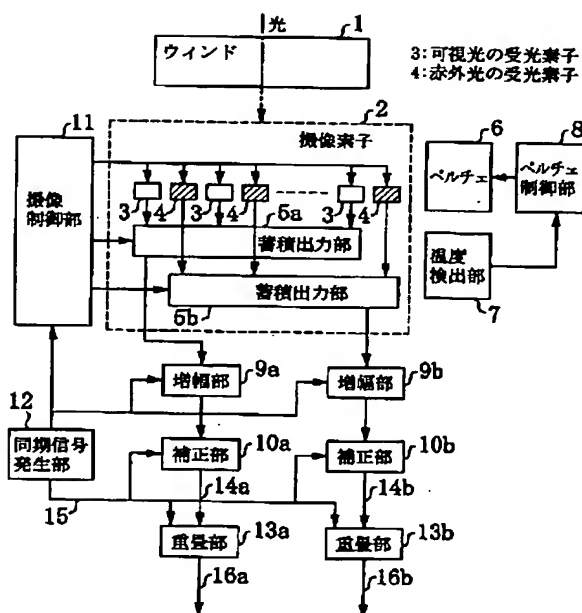 光
1
ウィンド
3:可視光の受光素子
4:赤外光の受光素子
2
11
撮像素子
6
8
撮像
制御部
ペルチェ
ペルチェ
制御部
3
4
3
4
3
4
5a
蓄積出力部
温度
検出部
7
蓄積出力部
5b
増幅部
9a
増幅部
9b
12
同期信号
発生部
補正部
10a
補正部
10b
14a
14b
15
重畳部
13a
重畳部
13b
16a
16b